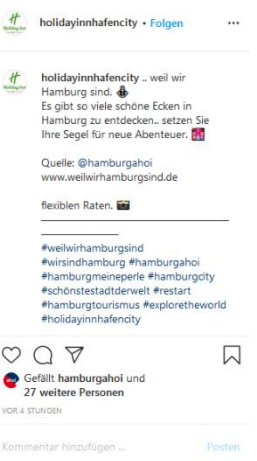 holidayinnhafencity • Folgen
holidayinnhafencity .. weil wir
Hamburg sind.
Es gibt so viele schöne Ecken in
Hamburg zu entdecken.. setzen Sie
Ihre Segel für neue Abenteuer.
Quelle: @hamburgahoi
www.weilwirhamburgsind.de
flexiblen Raten.
#weilwirhamburgsind
#wirsindhamburg #hamburgahoi
#hamburgmeineperle #hamburgcity
#schönstestadtderwelt #restart
#hamburgtourismus #exploretheworld
#holidayinnhafencity
Gefällt hamburgahoi und
27 weitere Personen
VOR 4 STUNDEN
Kommentar hinzufügen ... Posten